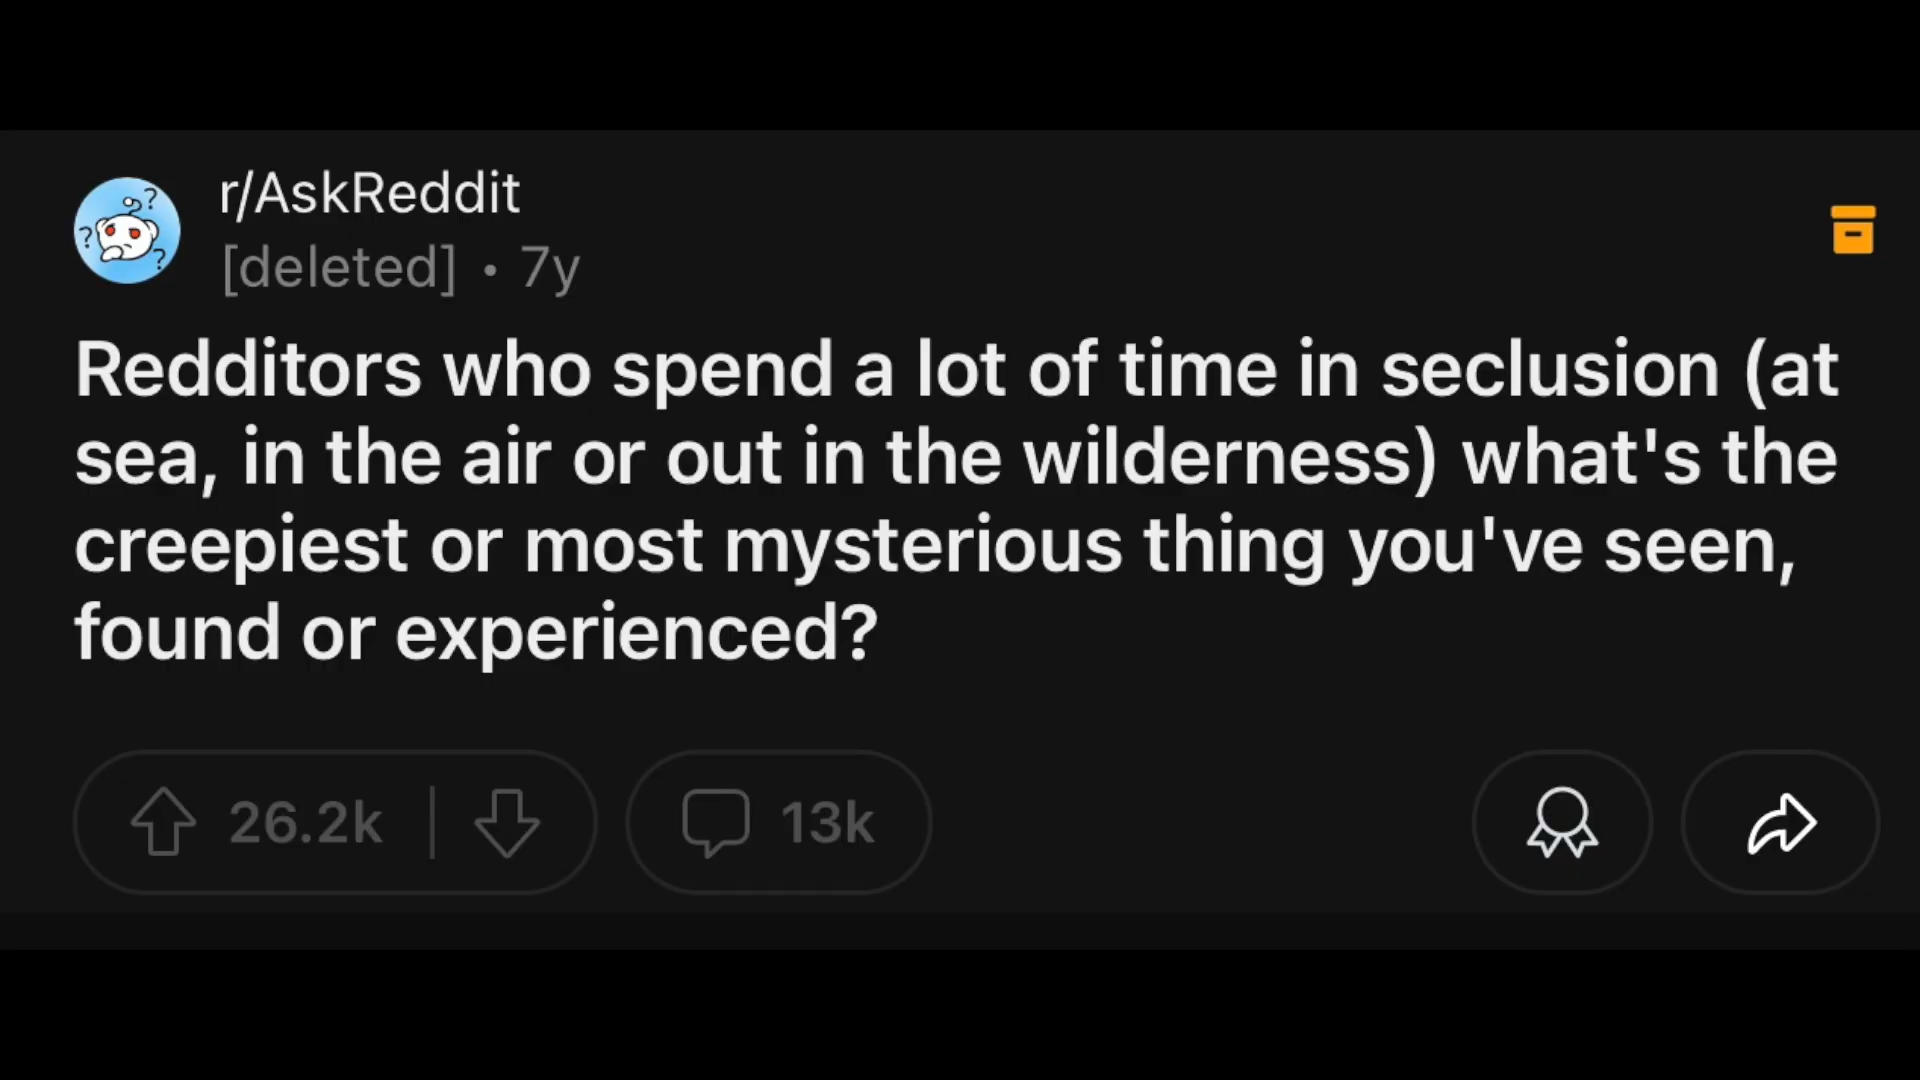 r/AskReddit
[deleted] • 7y
Redditors who spend a lot of time in seclusion (at
sea, in the air or out in the wilderness) what's the
creepiest or most mysterious thing you've seen,
found or experienced?
26.2k
13k